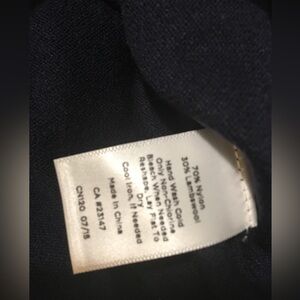 70% Nylon
30% Lambswool
Hand Wash Cold
Only Non-Chlorine
Bleach When Needed
Reshape, Lay Flat To
Dry
Cool Iron, If Needed
Made In China
CA #23147
CN120 07/15